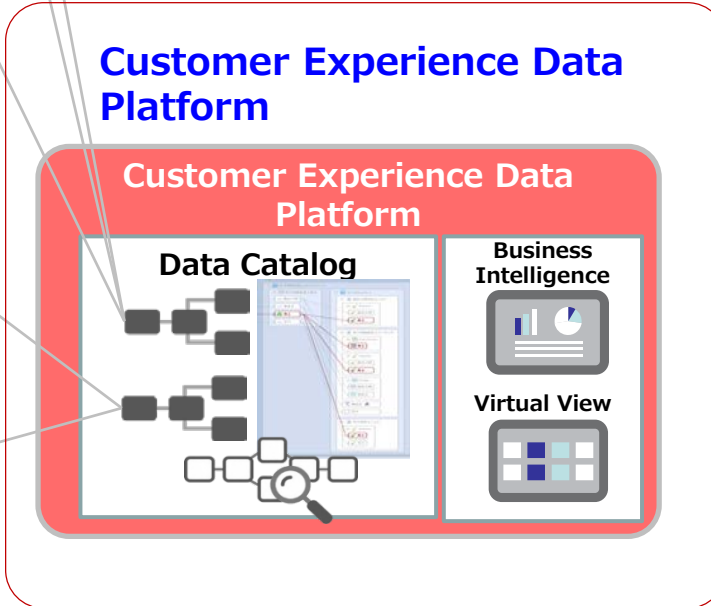 Customer Experience Data
Platform
Customer Experience Data
Platform
Data Catalog
Business
Intelligence
Virtual View